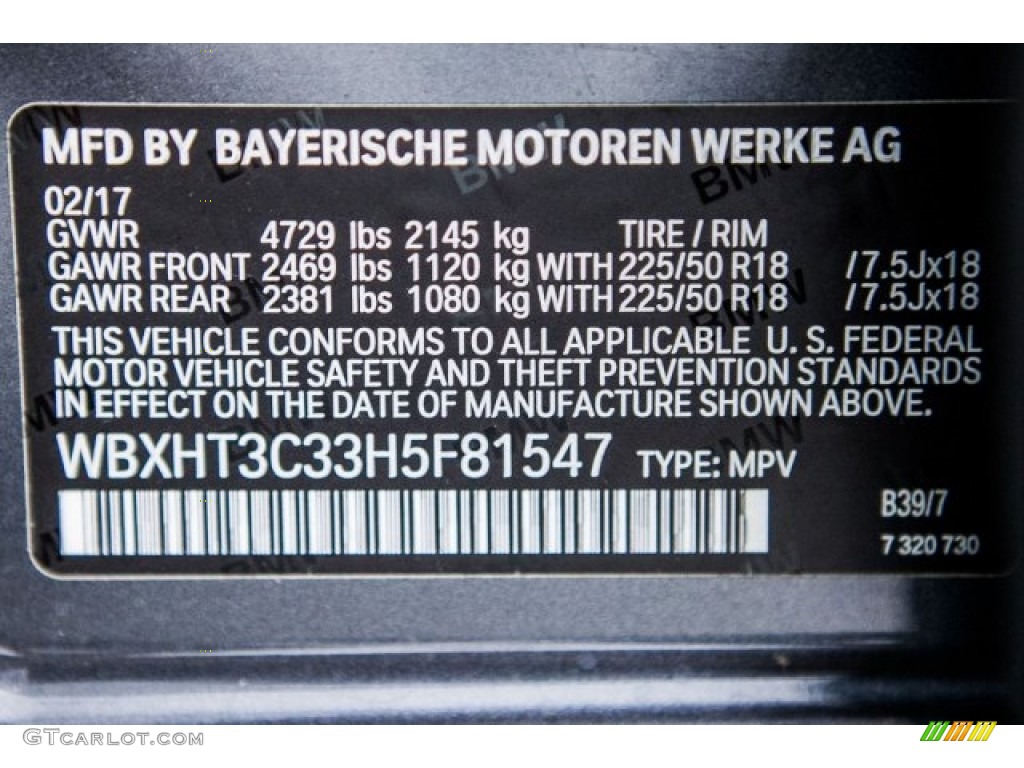 MFD BY BAYERISCHE MOTOREN WERKE AG
02/17
GVWR 4729 lbs 2145 kg TIRE / RIM
GAWR FRONT 2469 lbs 1120 kg WITH 225/50 R18 /7.5Jx18
GAWR REAR 2381 lbs 1080 kg WITH 225/50 R18 /7.5Jx18
THIS VEHICLE CONFORMS TO ALL APPLICABLE U. S. FEDERAL
MOTOR VEHICLE SAFETY AND THEFT PREVENTION STANDARDS
IN EFFECT ON THE DATE OF MANUFACTURE SHOWN ABOVE.
WBXHT3C33H5F81547 TYPE: MPV
B39/7
7 320 730
GTCARLOT.COM